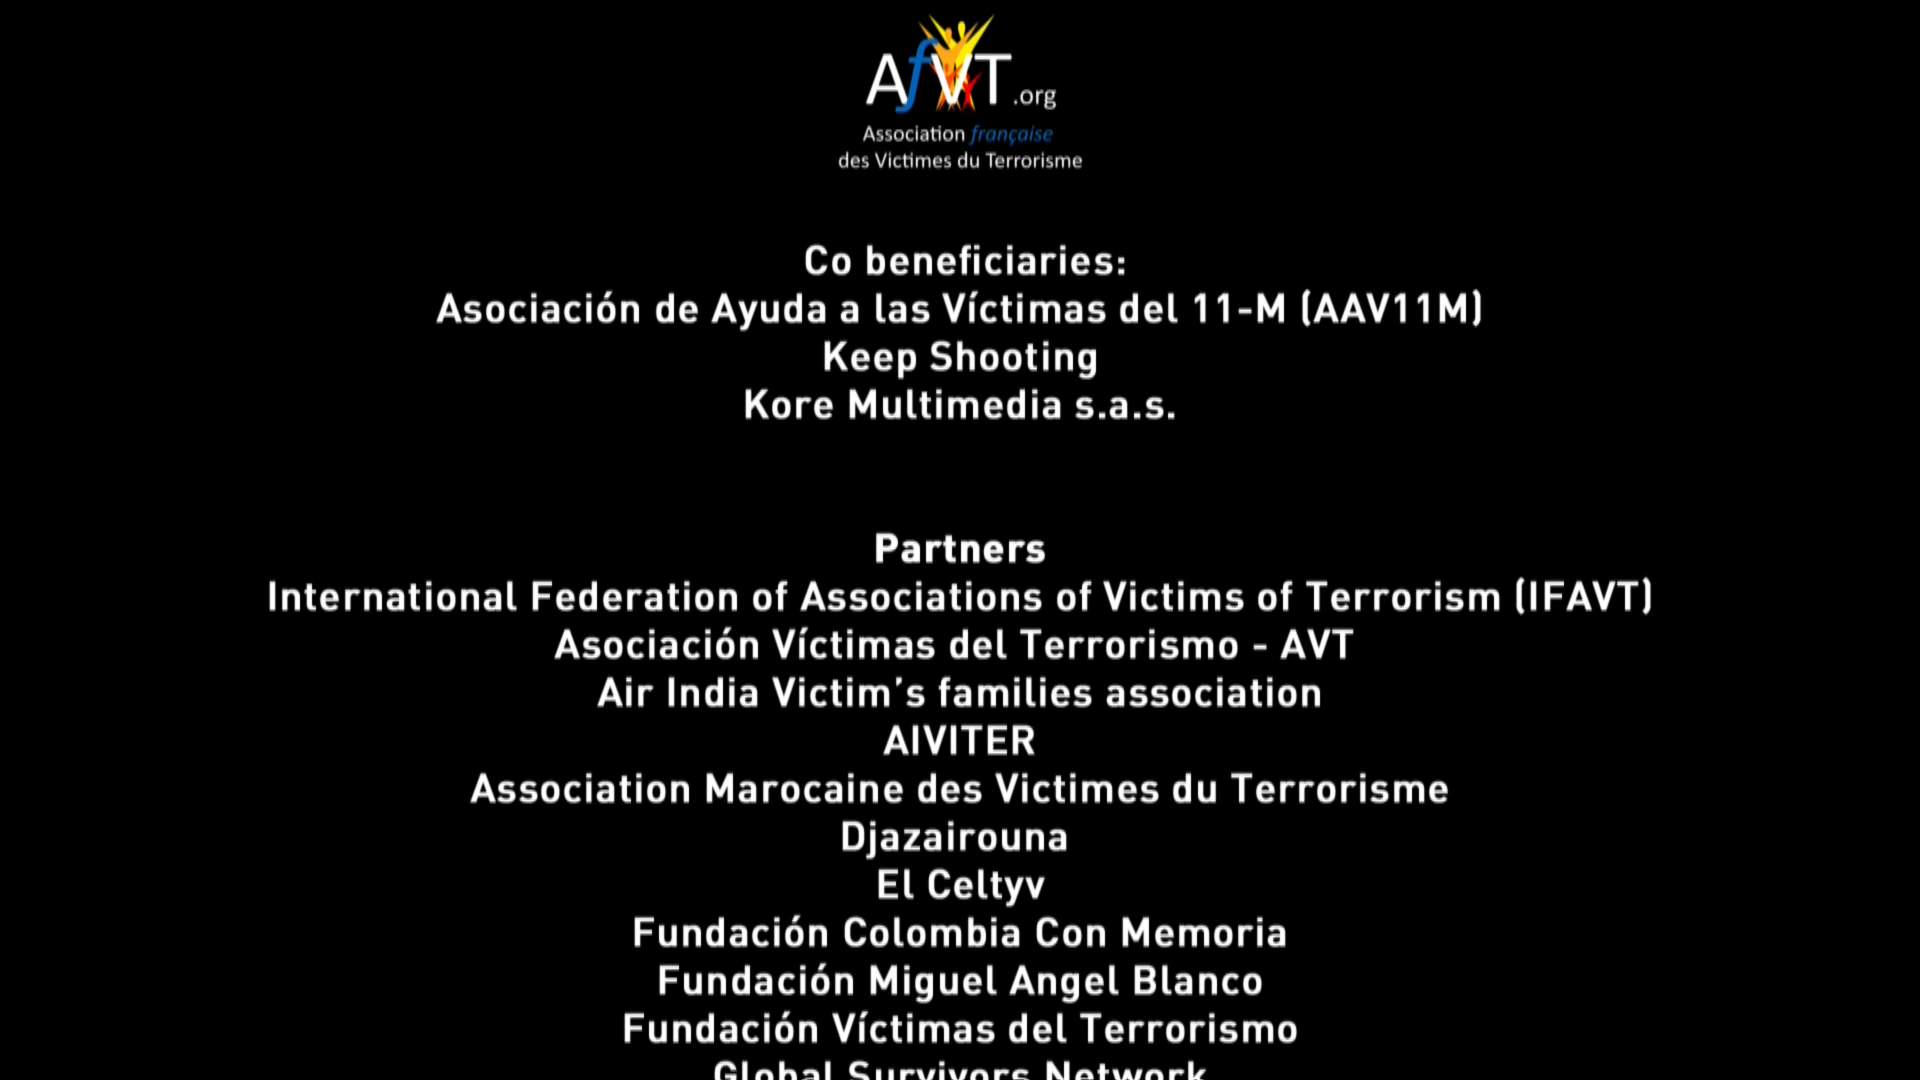 AfVT.org
Association française
des Victimes du Terrorisme
Co beneficiaries:
Asociación de Ayuda a las Víctimas del 11-M (AAV11M)
Keep Shooting
Kore Multimedia s.a.s.
Partners
International Federation of Associations of Victims of Terrorism (IFAVT)
Asociación Víctimas del Terrorismo - AVT
Air India Victim’s families association
AIVITER
Association Marocaine des Victimes du Terrorisme
Djazairouna
El Celtyv
Fundación Colombia Con Memoria
Fundación Miguel Angel Blanco
Fundación Víctimas del Terrorismo
Global Survivors Network